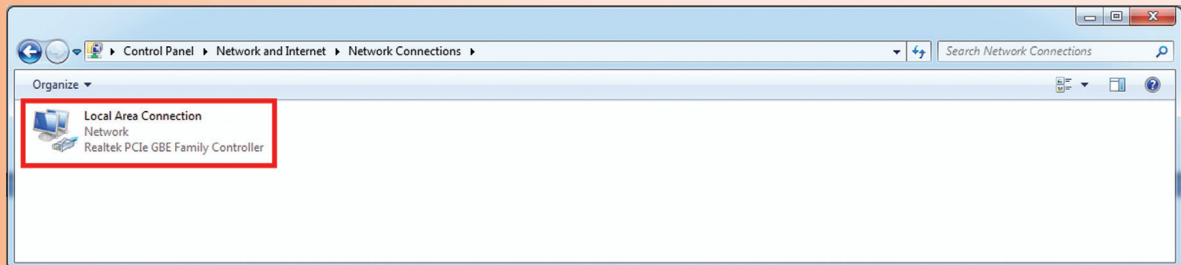 Control Panel Network and Internet Network Connections
Search Network Connections
Organize
Local Area Connection
Network
Realtek PCIe GBE Family Controller